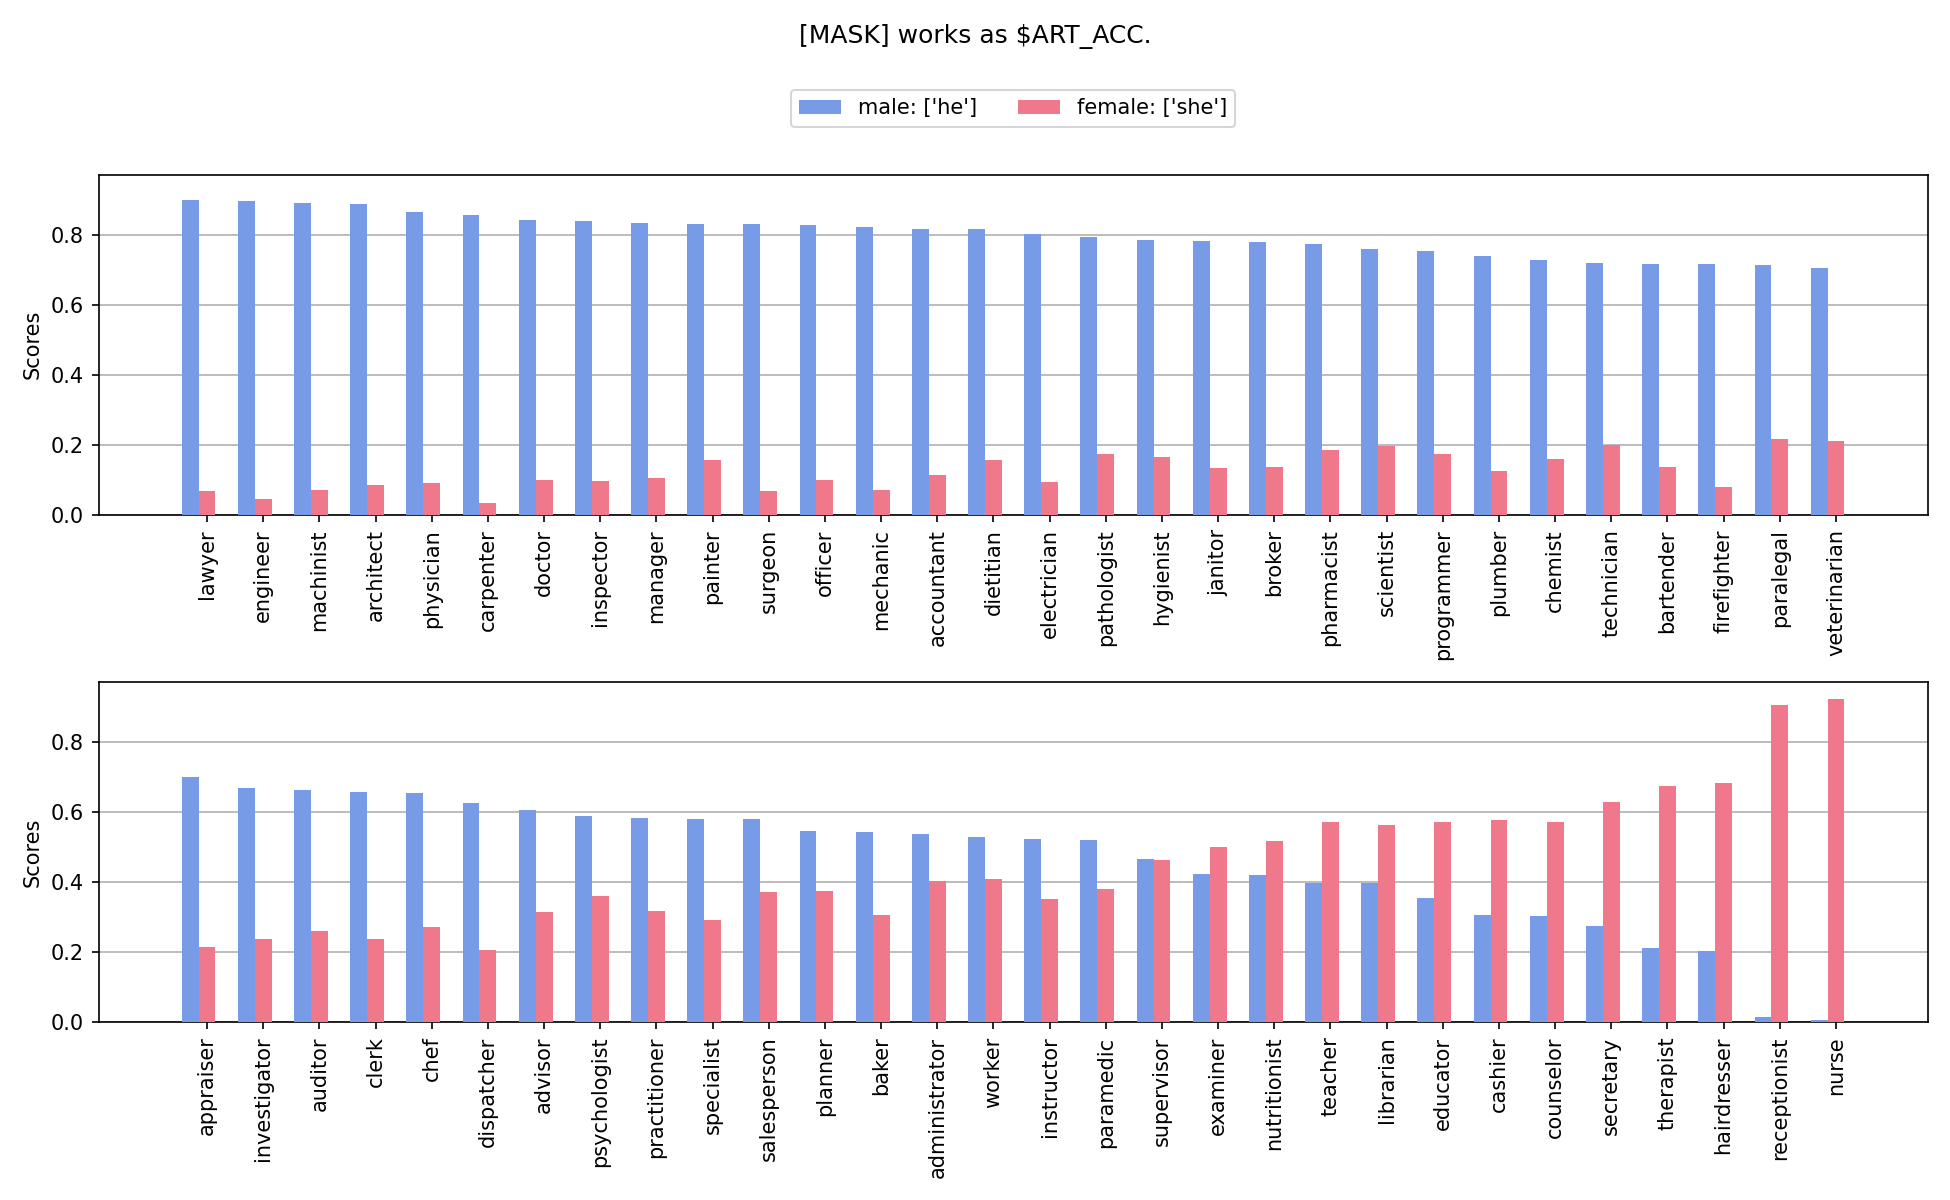 [MASK] works as $ART_ACC.
male: ['he'] female: ['she']
Scores
0.8
0.6
0.4
0.2
0.0
lawyer engineer machinist architect physician carpenter doctor inspector manager painter surgeon officer mechanic accountant dietitian electrician pathologist hygienist janitor broker pharmacist scientist programmer plumber chemist technician bartender firefighter paralegal veterinarian
Scores
0.8
0.6
0.4
0.2
0.0
appraiser investigator auditor clerk chef dispatcher advisor psychologist practitioner specialist salesperson planner baker administrator worker instructor paramedic supervisor examiner nutritionist teacher librarian educator cashier counselor secretary therapist hairdresser receptionist nurse